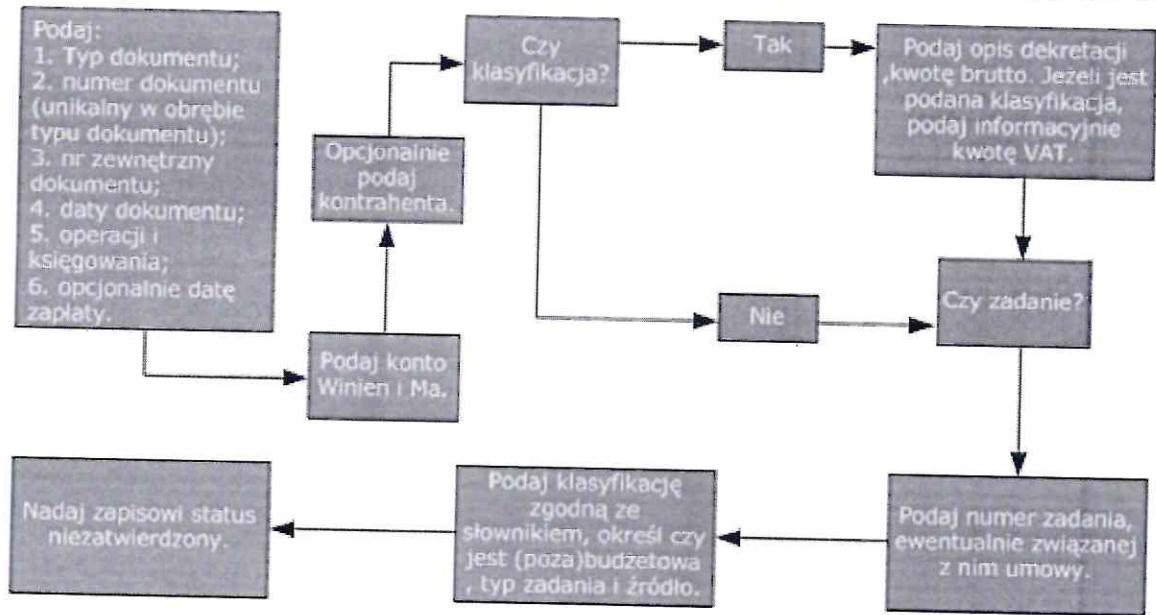 Podaj:
1. Typ dokumentu;
2. numer dokumentu
(unikalny w obrębie
typu dokumentu);
3. nr zewnętrzny
dokumentu;
4. daty dokumentu;
5. operacji i
księgowania;
6. opcjonalnie datę
zapłaty.
Podaj konto
Winien i Ma.
Opcjonalnie
podaj
kontrahenta.
Czy
klasyfikacja?
Tak
Podaj opis dekretacji
,kwotę brutto. Jeżeli jest
podana klasyfikacja,
podaj informacyjnie
kwotę VAT.
Nie
Czy zadanie?
Podaj numer zadania,
ewentualnie związanej
z nim umowy.
Podaj klasyfikację
zgodną ze
słownikiem, określ czy
jest (poza)budżetowa
, typ zadania i źródło.
Nadaj zapisowi status
niezatwierdzony.